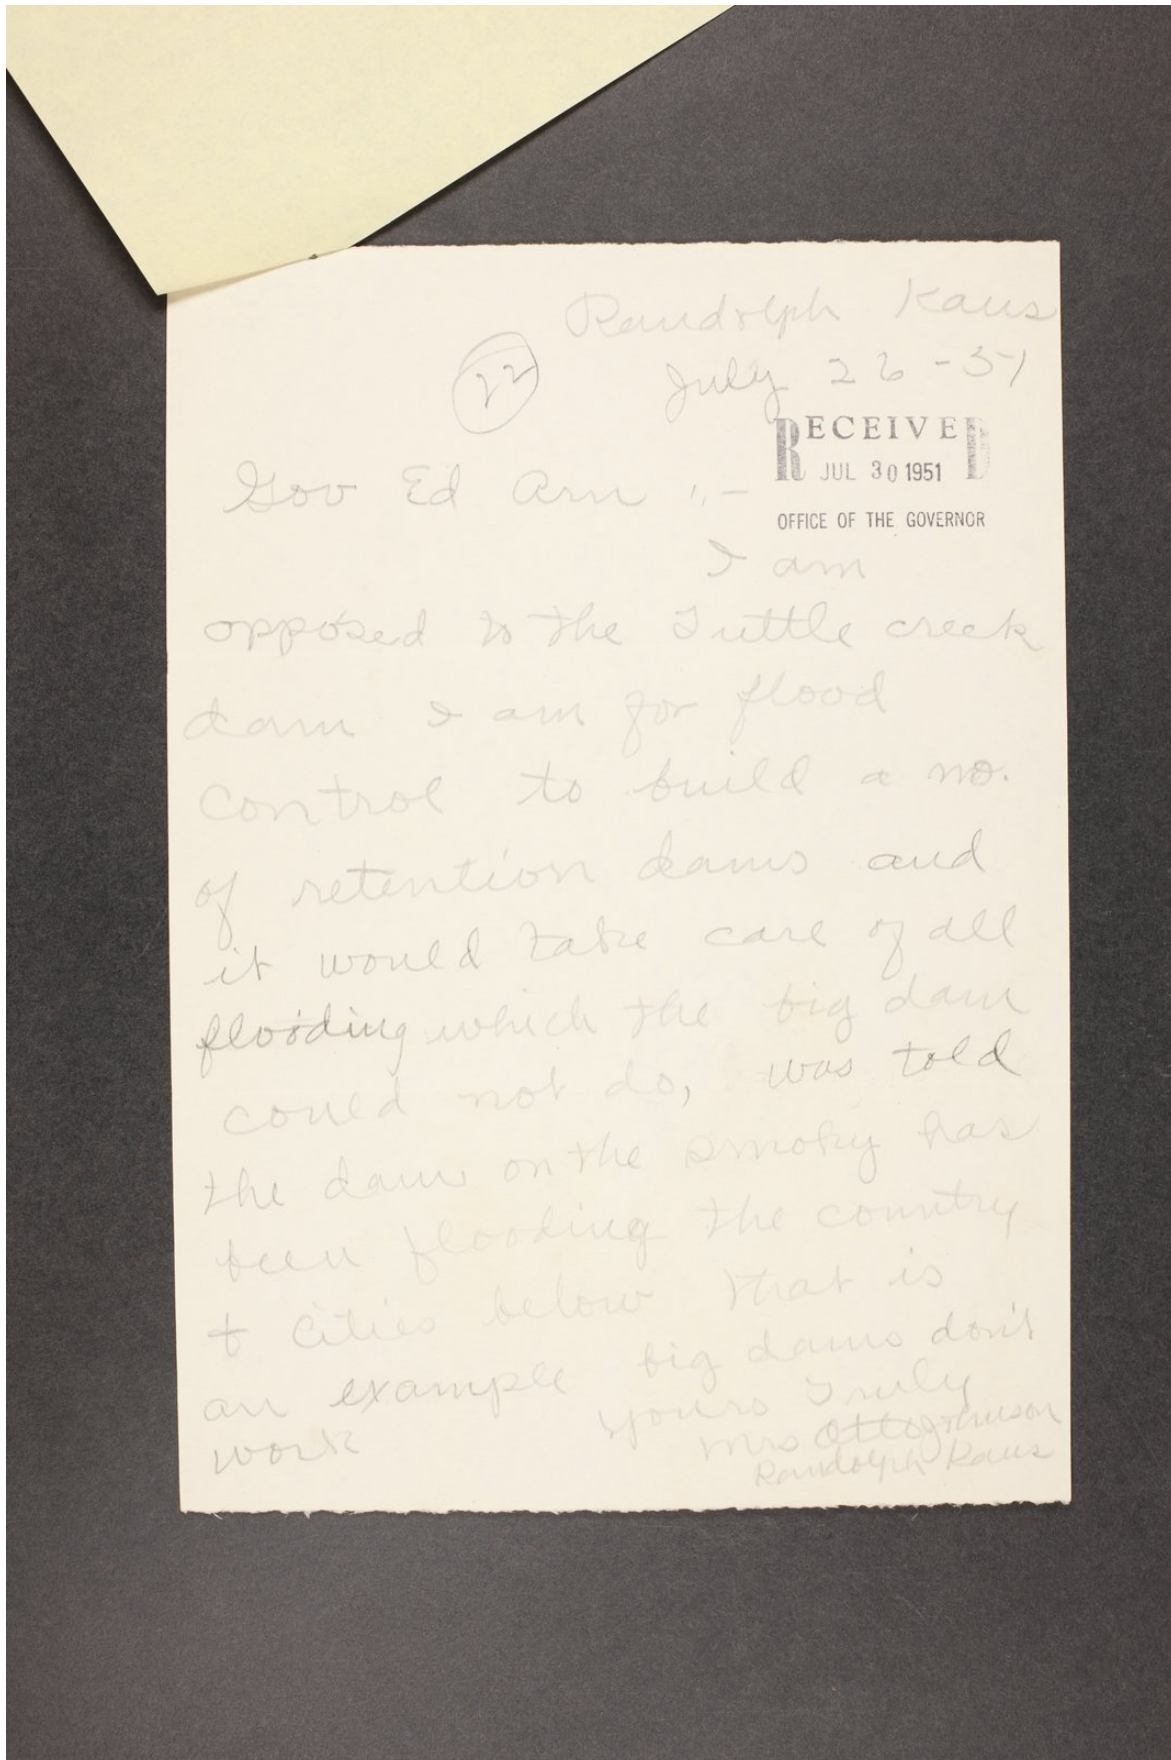 Randolph Kans
22
July 26-51
RECEIVED
JUL 30 1951
OFFICE OF THE GOVERNOR
Gov Ed Arn :-
I am
opposed to the Tuttle creek
dam I am for flood
control to build a no.
of retention dams and
it would take care of all
flooding which the big dam
could not do, was told
the dam on the smoky has
been flooding the country
+ cities below that is
an example big dams don't
work
yours Truly
Mrs Otto Johnson
Randolph Kans